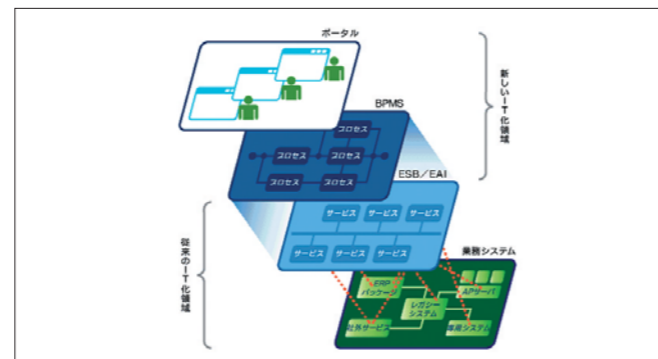 ポータル
新しいIT化領域
BPMS
プロセス
プロセス
プロセス
プロセス
プロセス
ESB／EAI
サービス
サービス
サービス
サービス
サービス
サービス
従来のIT化領域
業務システム
ERP
パッケージ
APサーバ
レガシー
システム
社外サービス
業務システム